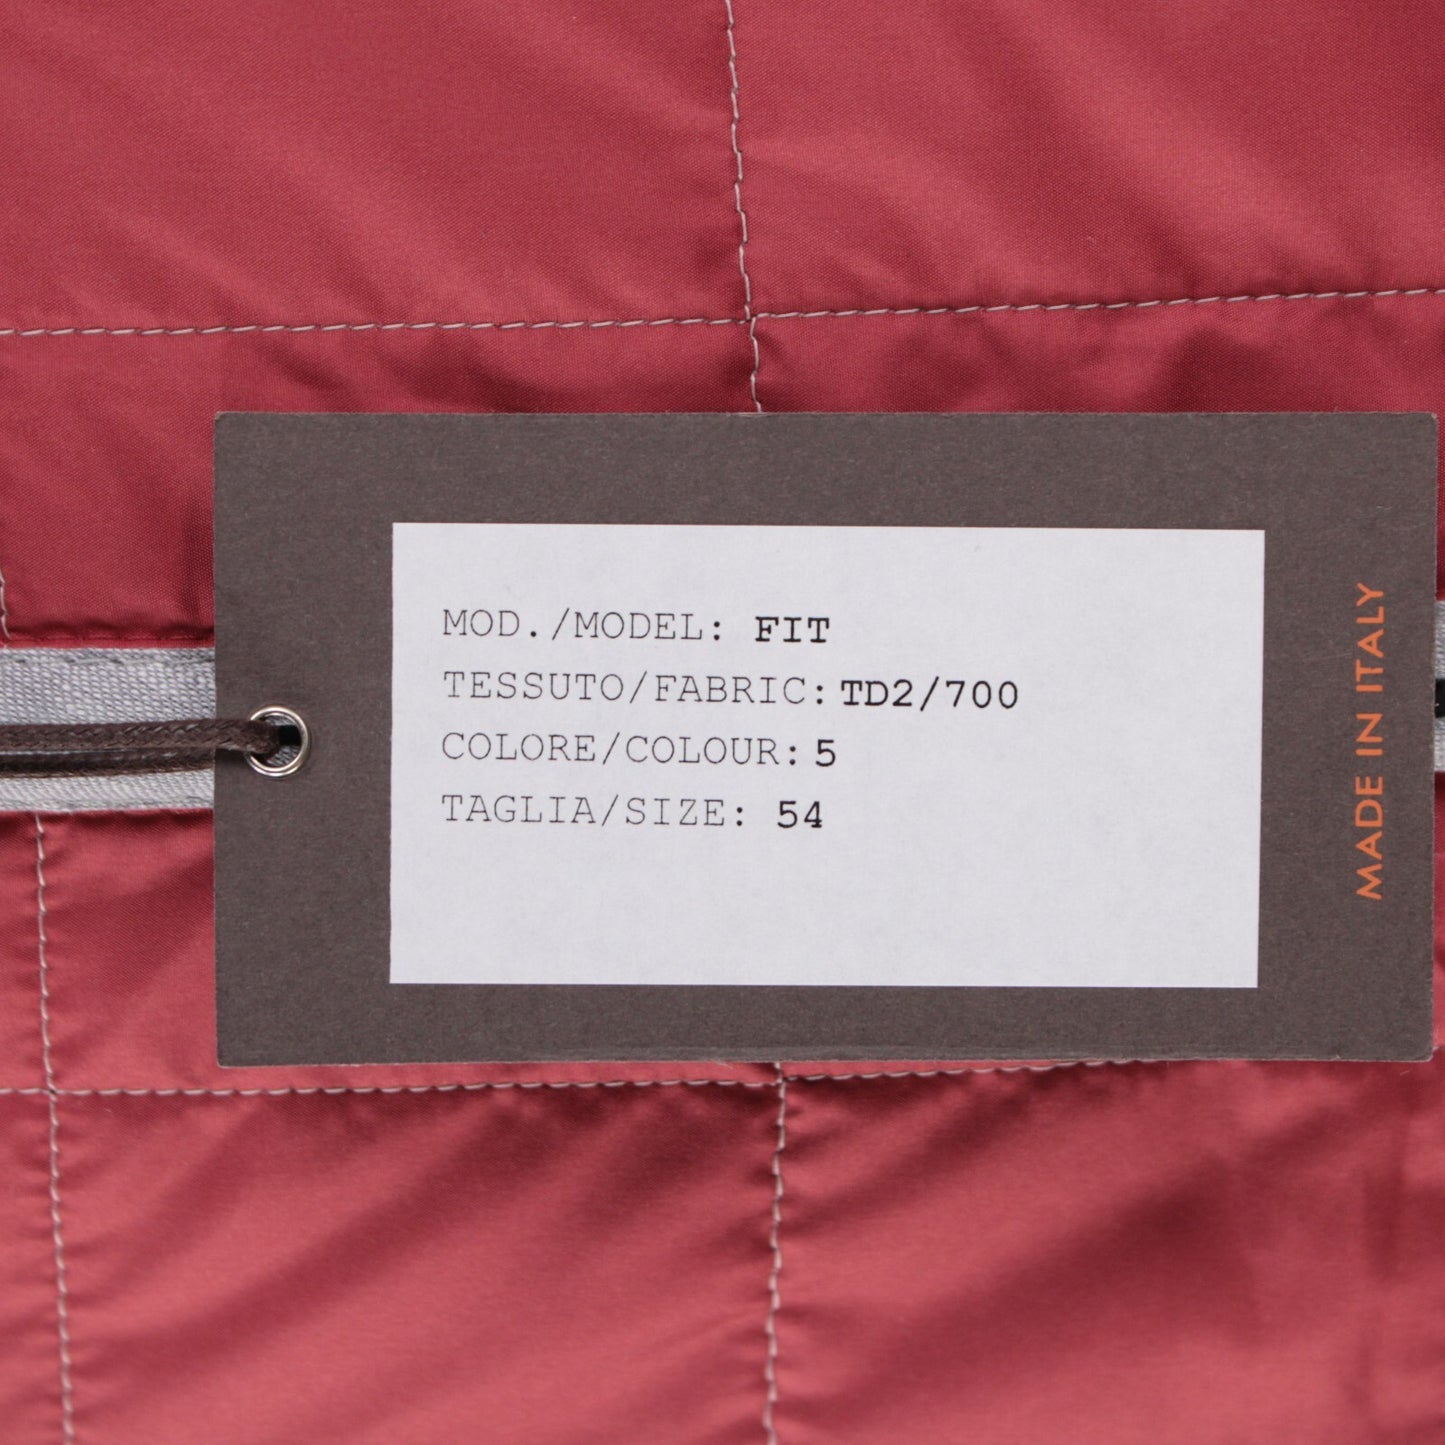 MOD./MODEL: FIT
TESSUTO/FABRIC: TD2/700
COLORE/COLOUR: 5
TAGLIA/SIZE: 54
MADE IN ITALY